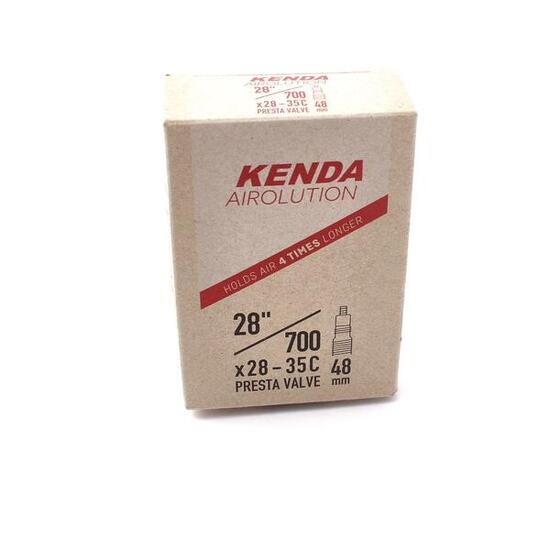 KENDA
AIROLUTION
28"
700
x28-35C 48
PRESTA VALVE mm
KENDA
AIROLUTION
HOLDS AIR 4 TIMES LONGER
28"
700
x28-35C 48
PRESTA VALVE mm